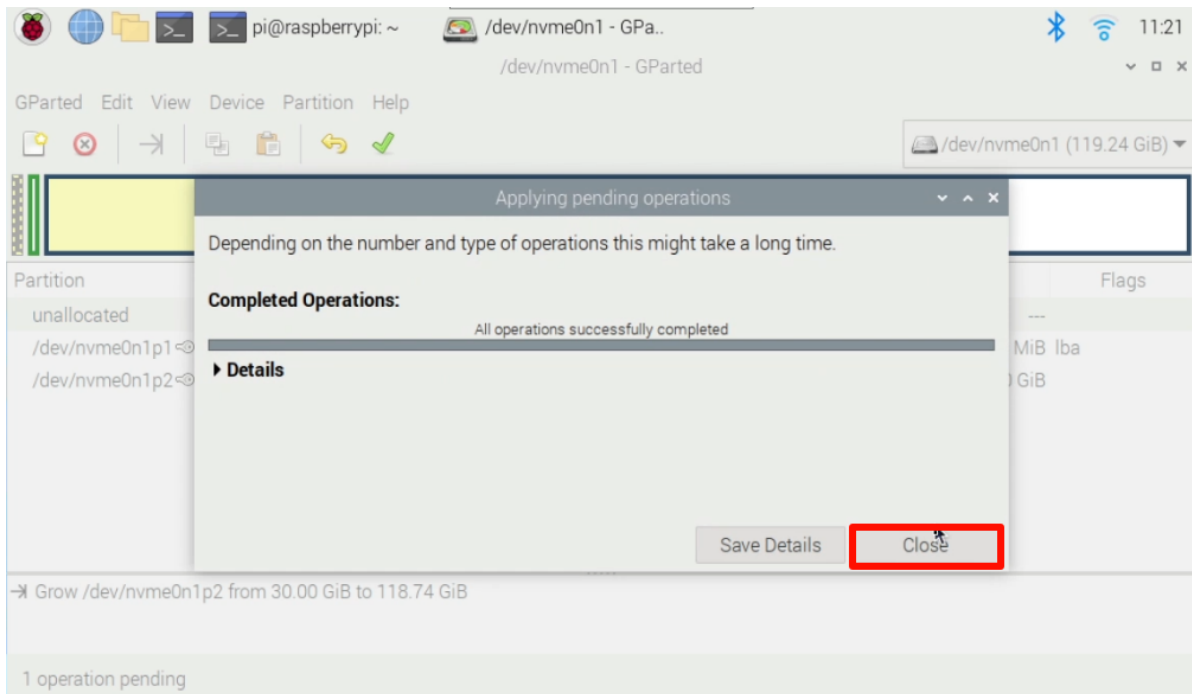 pi@raspberrypi: ~ /dev/nvme0n1 - GPa.. 11:21
/dev/nvme0n1 - GParted
GParted Edit View Device Partition Help
/dev/nvme0n1 (119.24 GiB)
Applying pending operations
Depending on the number and type of operations this might take a long time.
Partition Flags
Completed Operations:
unallocated ---
All operations successfully completed
/dev/nvme0n1p1 MiB lba
Details
/dev/nvme0n1p2 GiB
Save Details Close
Grow /dev/nvme0n1p2 from 30.00 GiB to 118.74 GiB
1 operation pending